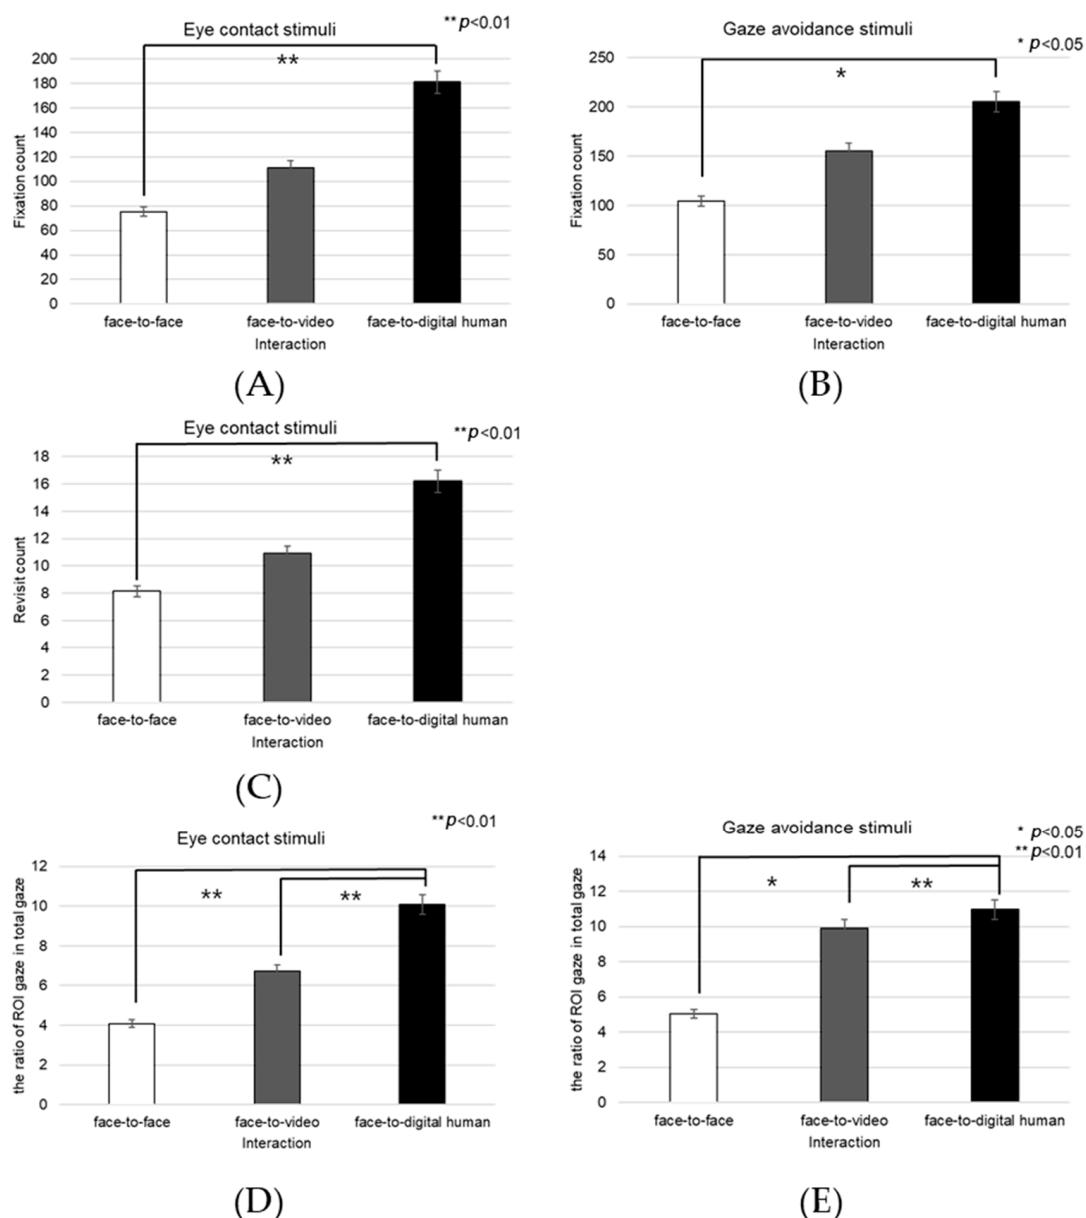 Eye contact stimuli
**p<0.01
**
200
180
160
140
120
100
80
60
40
20
0
Fixation count
face-to-face face-to-video face-to-digital human
Interaction
(A)
Gaze avoidance stimuli
* p<0.05
*
250
200
150
100
50
0
Fixation count
face-to-face face-to-video face-to-digital human
Interaction
(B)
Eye contact stimuli
**p<0.01
**
18
16
14
12
10
8
6
4
2
0
Revisit count
face-to-face face-to-video face-to-digital human
Interaction
(C)
Eye contact stimuli
**p<0.01
** **
12
10
8
6
4
2
0
the ratio of ROI gaze in total gaze
face-to-face face-to-video face-to-digital human
Interaction
(D)
Gaze avoidance stimuli
* p<0.05
**p<0.01
* **
14
12
10
8
6
4
2
0
the ratio of ROI gaze in total gaze
face-to-face face-to-video face-to-digital human
Interaction
(E)